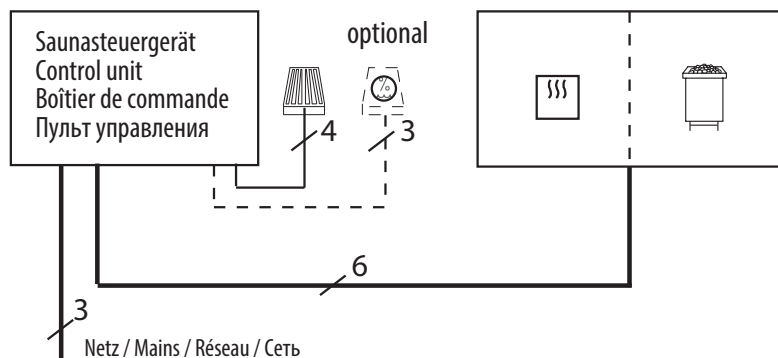 Saunasteuergerät
Control unit
Boîtier de commande
Пульт управления
optional
4
3
6
3
Netz / Mains / Réseau / Сеть